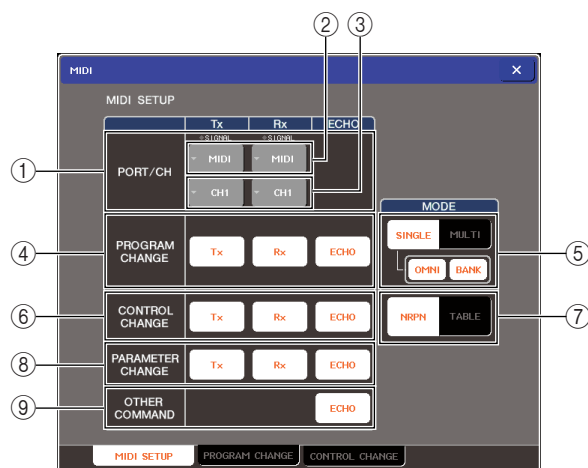 ② ③
MIDI ×
MIDI SETUP
Tx Rx ECHO
SIGNAL SIGNAL
① PORT/CH MIDI MIDI
CH1 CH1
MODE
④ PROGRAM CHANGE Tx Rx ECHO SINGLE MULTI ⑤
OMNI BANK
⑥ CONTROL CHANGE Tx Rx ECHO NRPN TABLE ⑦
⑧ PARAMETER CHANGE Tx Rx ECHO
⑨ OTHER COMMAND ECHO
MIDI SETUP PROGRAM CHANGE CONTROL CHANGE